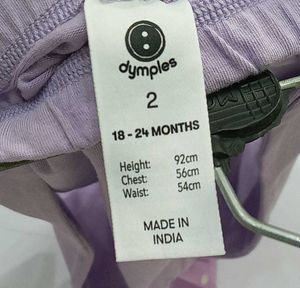 dymples
2
18 - 24 MONTHS
Height: 92cm
Chest: 56cm
Waist: 54cm
MADE IN
INDIA